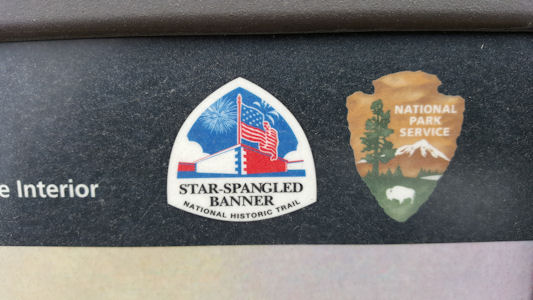 e Interior
STAR-SPANGLED
BANNER
NATIONAL HISTORIC TRAIL
NATIONAL
PARK
SERVICE